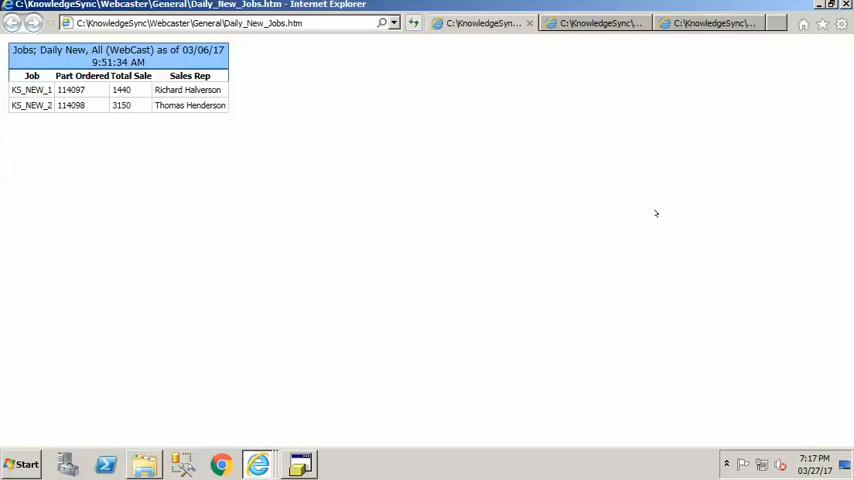 C:\KnowledgeSync\Webcaster\General\Daily_New_Jobs.htm - Internet Explorer
C:\KnowledgeSync\Webcaster\General\Daily_New_Jobs.htm
C:\KnowledgeSyn...
C:\KnowledgeSync\...
C:\KnowledgeSync\...
Jobs; Daily New, All (WebCast) as of 03/06/17
9:51:34 AM
Job Part Ordered Total Sale Sales Rep
KS_NEW_1 114097 1440 Richard Halverson
KS_NEW_2 114098 3150 Thomas Henderson
Start
7:17 PM
03/27/17